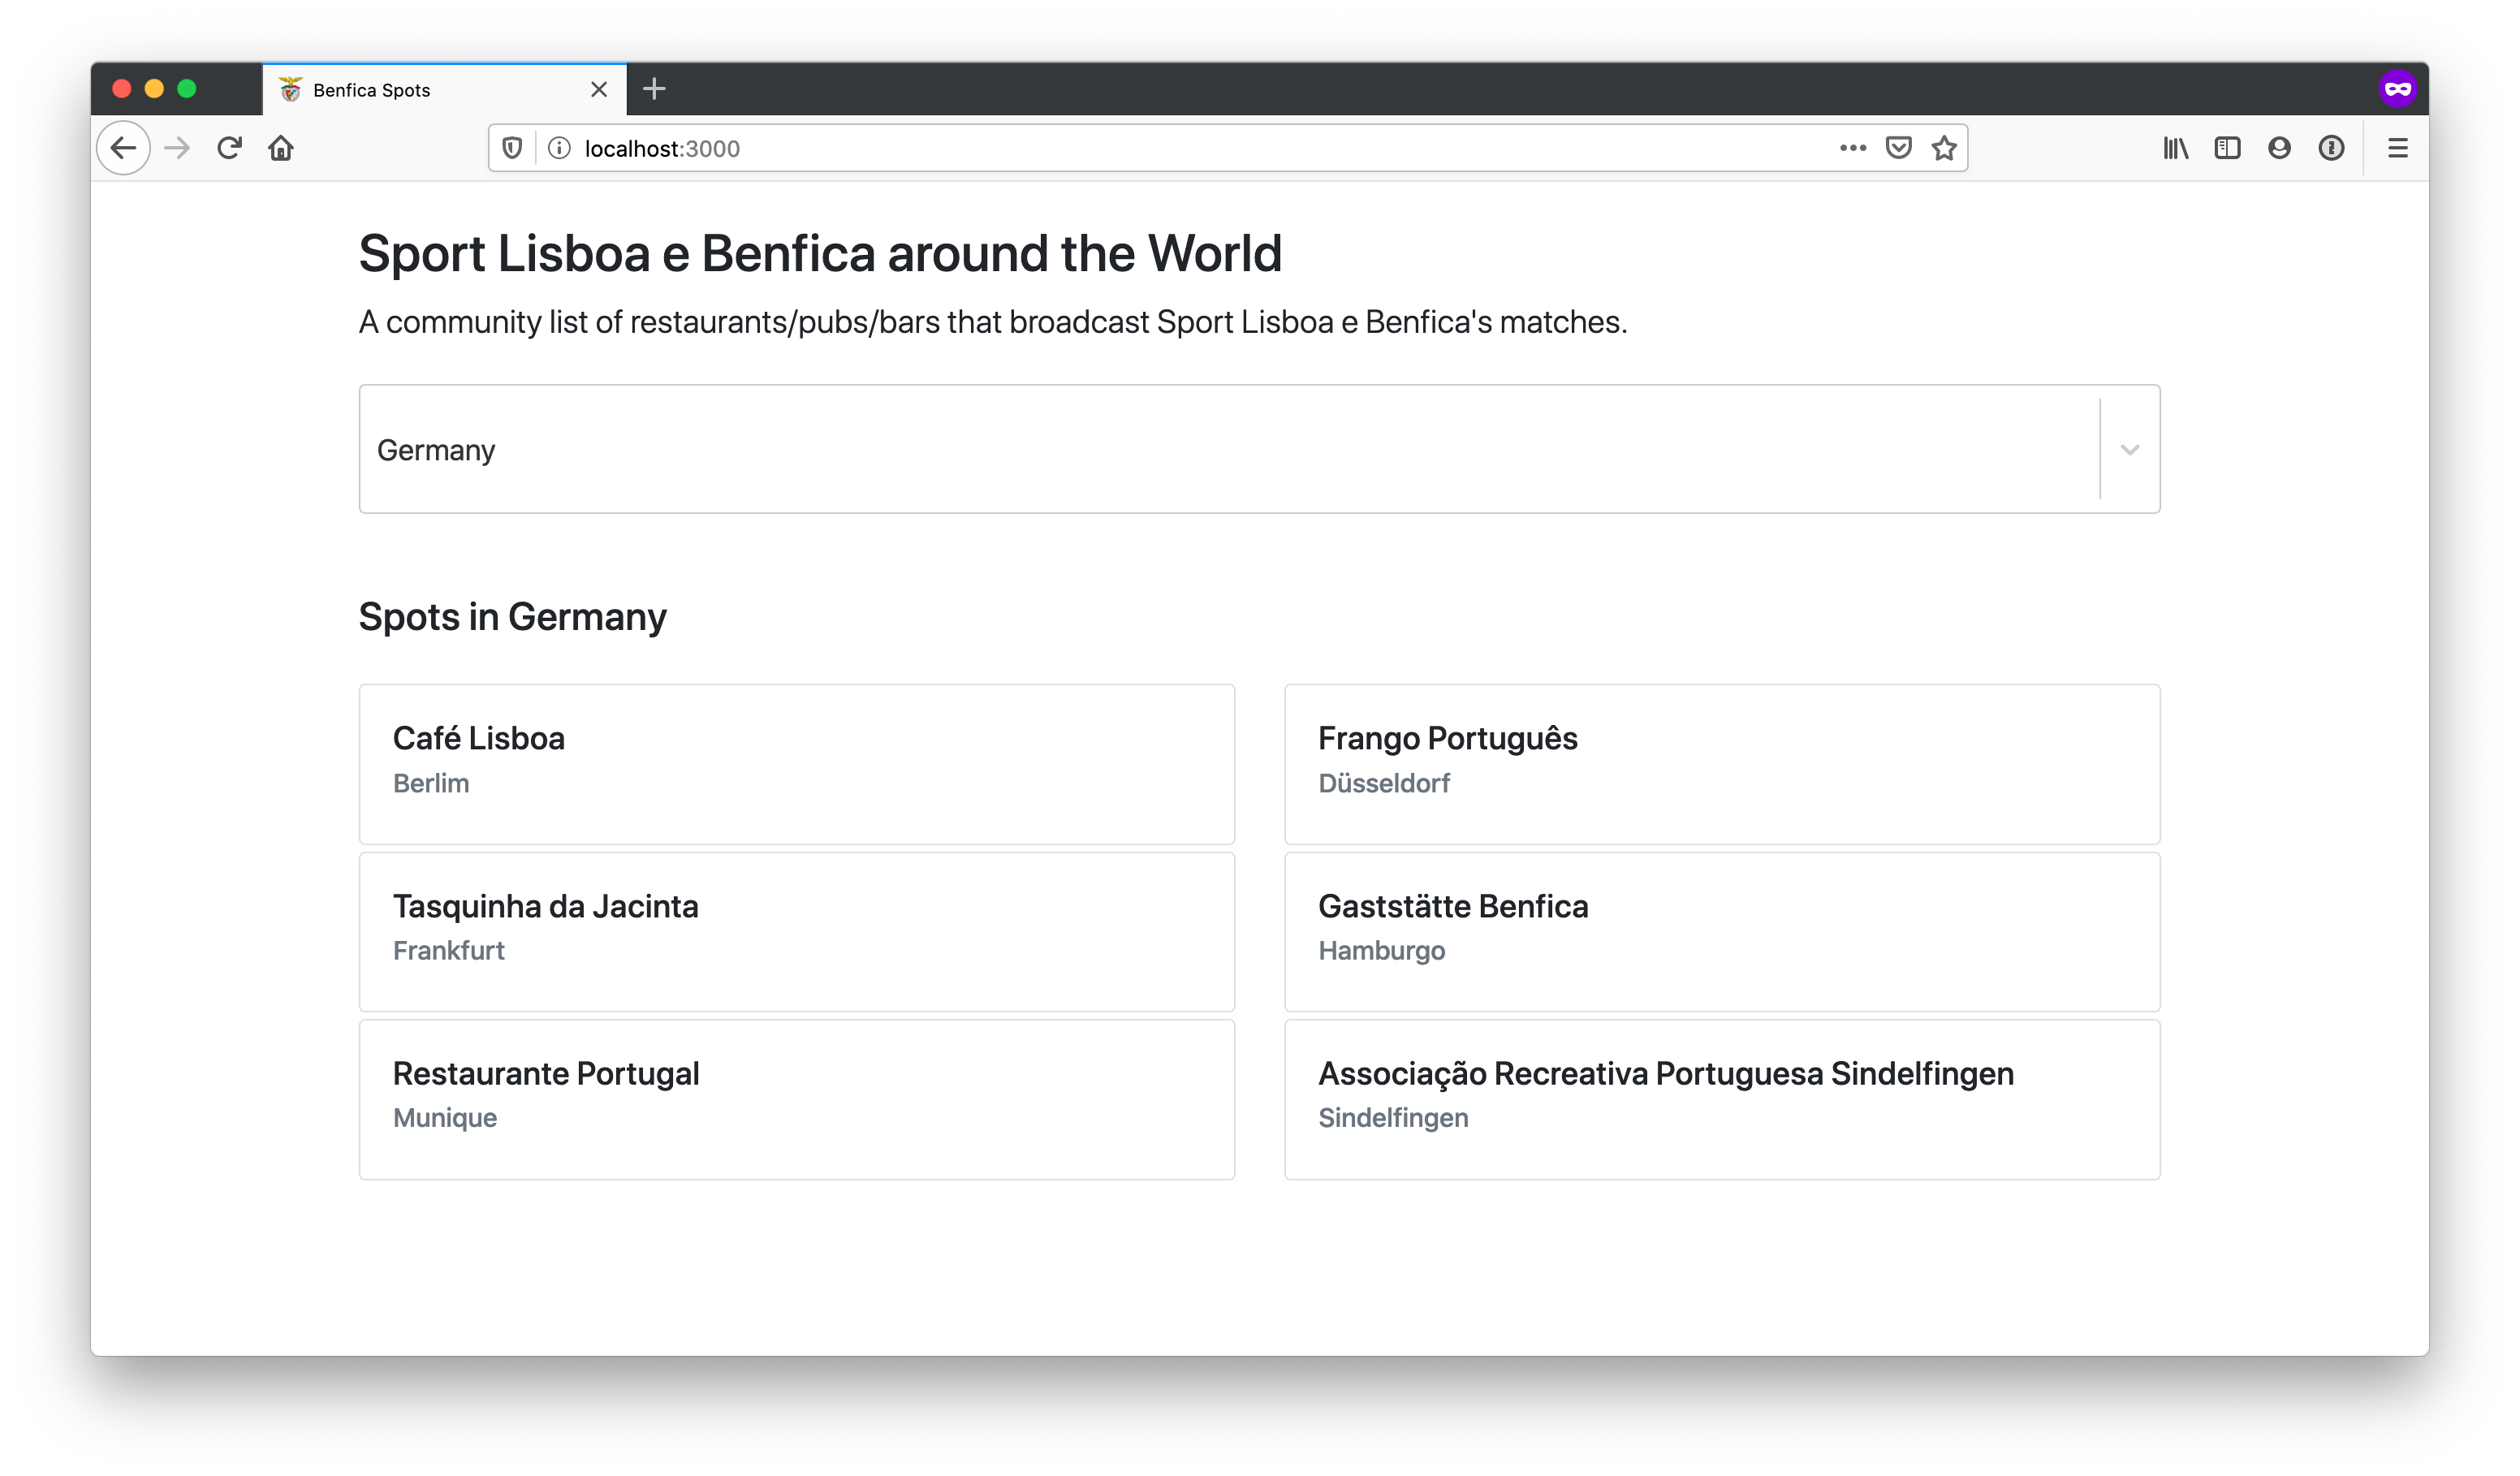 Benfica Spots
localhost:3000
Sport Lisboa e Benfica around the World
A community list of restaurants/pubs/bars that broadcast Sport Lisboa e Benfica's matches.
Germany
Spots in Germany
Café Lisboa
Berlim
Frango Português
Düsseldorf
Tasquinha da Jacinta
Frankfurt
Gaststätte Benfica
Hamburgo
Restaurante Portugal
Munique
Associação Recreativa Portuguesa Sindelfingen
Sindelfingen